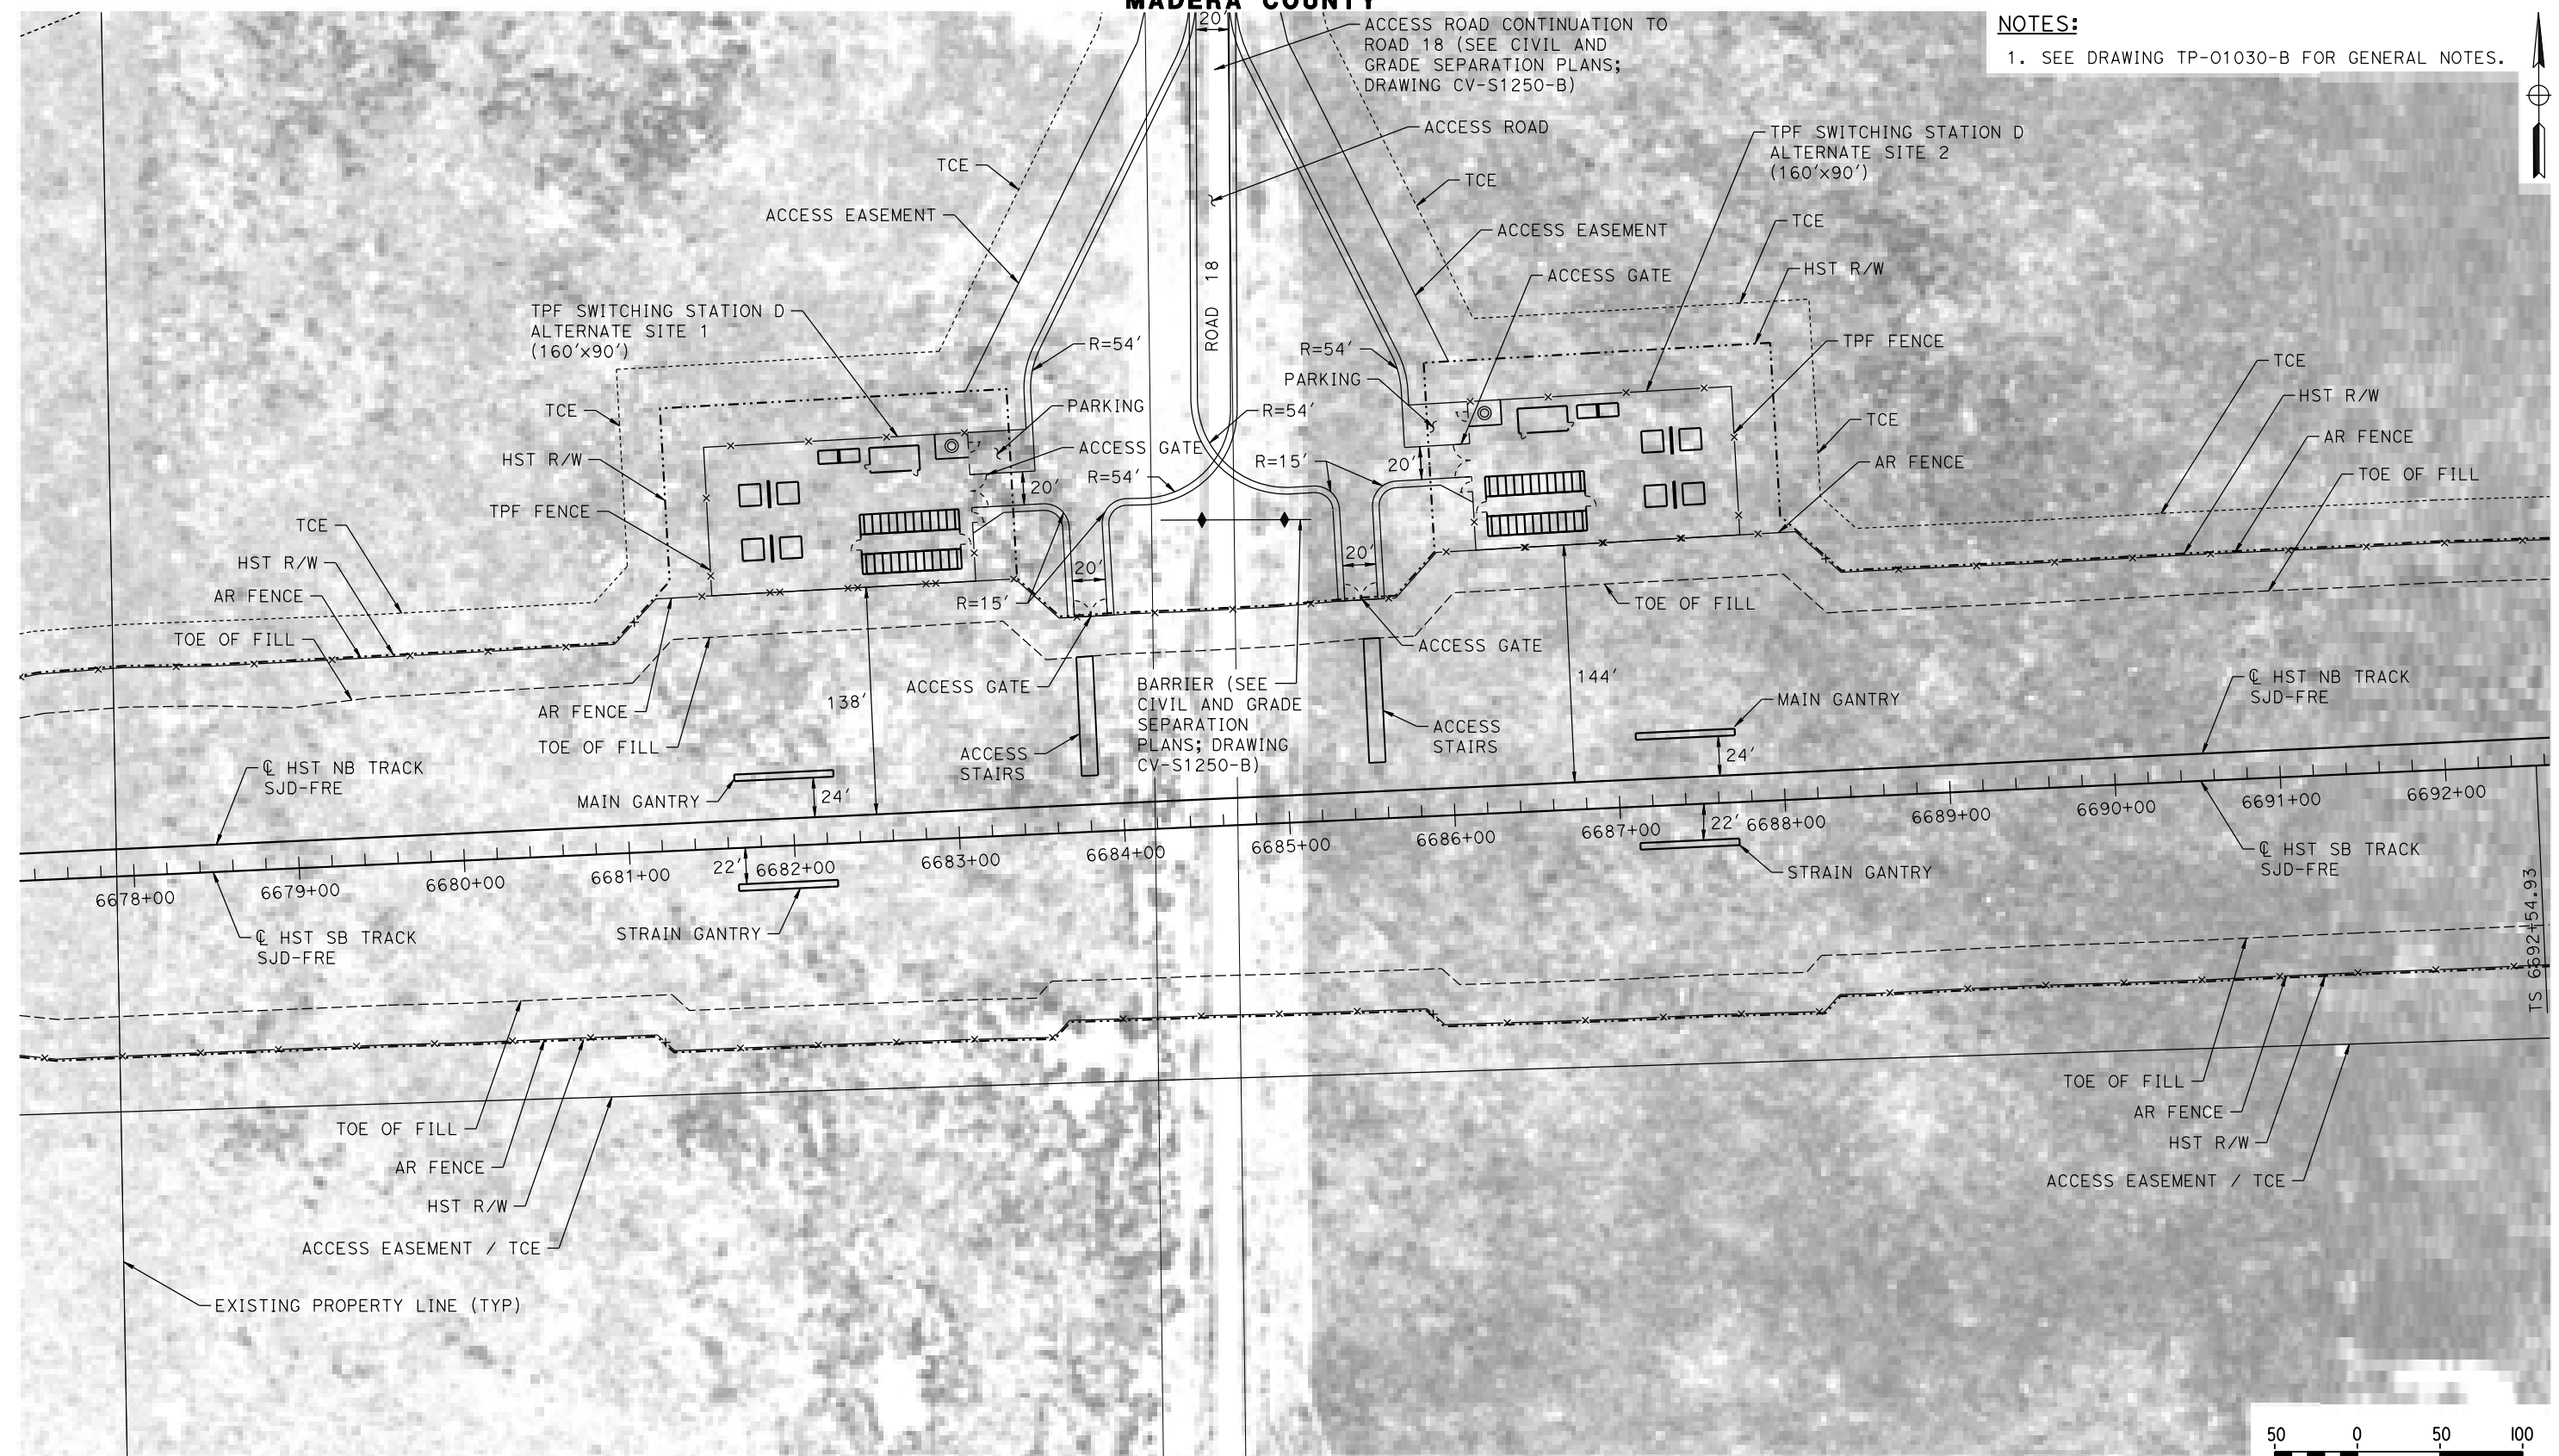 MADERA COUNTY
20'
ACCESS ROAD CONTINUATION TO
ROAD 18 (SEE CIVIL AND
GRADE SEPARATION PLANS;
DRAWING CV-S1250-B)
NOTES:
1. SEE DRAWING TP-01030-B FOR GENERAL NOTES.
ACCESS ROAD
TPF SWITCHING STATION D
ALTERNATE SITE 2
(160'x90')
TCE
TCE
ACCESS EASEMENT
TCE
ACCESS EASEMENT
HST R/W
ACCESS GATE
ROAD 18
TPF SWITCHING STATION D
ALTERNATE SITE 1
(160'x90')
R=54'
R=54'
TPF FENCE
PARKING
TCE
HST R/W
TCE
PARKING
R=54'
TCE
AR FENCE
ACCESS GATE
HST R/W
R=15'
20'
AR FENCE
TOE OF FILL
R=54'
20'
TPF FENCE
TCE
20'
HST R/W
20'
AR FENCE
R=15'
TOE OF FILL
TOE OF FILL
ACCESS GATE
144'
ACCESS GATE
BARRIER (SEE
CIVIL AND GRADE
SEPARATION
PLANS; DRAWING
CV-S1250-B)
℄ HST NB TRACK
SJD-FRE
138'
MAIN GANTRY
AR FENCE
ACCESS
STAIRS
TOE OF FILL
ACCESS
STAIRS
24'
℄ HST NB TRACK
SJD-FRE
MAIN GANTRY
24'
6678+00
6679+00
6680+00
6681+00
22'
6682+00
6683+00
6684+00
6685+00
6686+00
6687+00
22'
6688+00
6689+00
6690+00
6691+00
6692+00
℄ HST SB TRACK
SJD-FRE
STRAIN GANTRY
TS 6692+54.93
STRAIN GANTRY
℄ HST SB TRACK
SJD-FRE
TOE OF FILL
AR FENCE
HST R/W
ACCESS EASEMENT / TCE
TOE OF FILL
AR FENCE
HST R/W
ACCESS EASEMENT / TCE
EXISTING PROPERTY LINE (TYP)
50 0 50 100